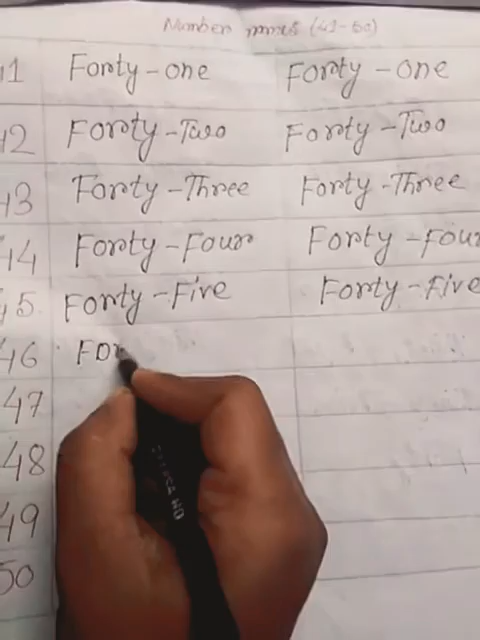 Number names (41-50)
41 Forty-one Forty-one
42 Forty-Two Forty-Two
43 Forty-Three Forty-Three
44 Forty-Four Forty-Four
45 Forty-Five Forty-Five
46 For
47
48
49
50